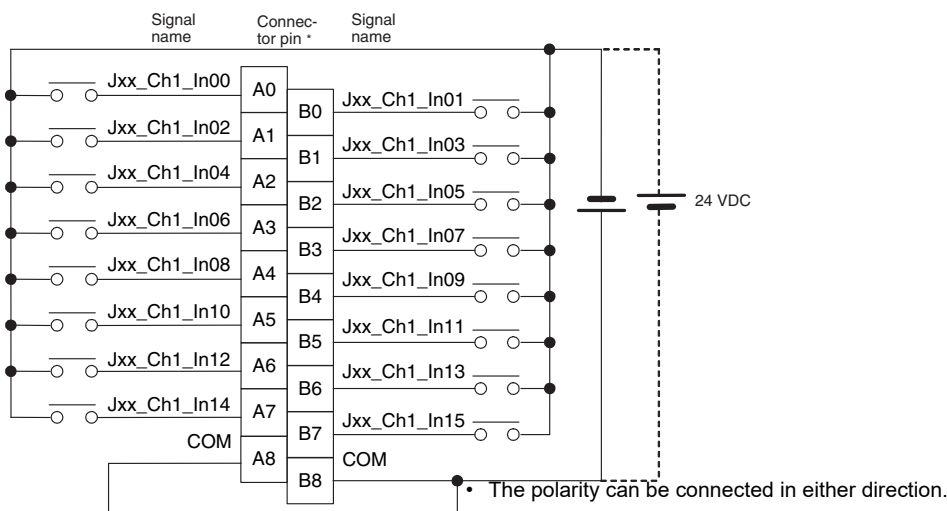 Signal name
Connec-tor pin *
Signal name
Jxx_Ch1_In00
A0
B0
Jxx_Ch1_In01
Jxx_Ch1_In02
A1
B1
Jxx_Ch1_In03
Jxx_Ch1_In04
A2
B2
Jxx_Ch1_In05
24 VDC
Jxx_Ch1_In06
A3
B3
Jxx_Ch1_In07
Jxx_Ch1_In08
A4
B4
Jxx_Ch1_In09
Jxx_Ch1_In10
A5
B5
Jxx_Ch1_In11
Jxx_Ch1_In12
A6
B6
Jxx_Ch1_In13
Jxx_Ch1_In14
A7
B7
Jxx_Ch1_In15
COM
A8
B8
COM
• The polarity can be connected in either direction.